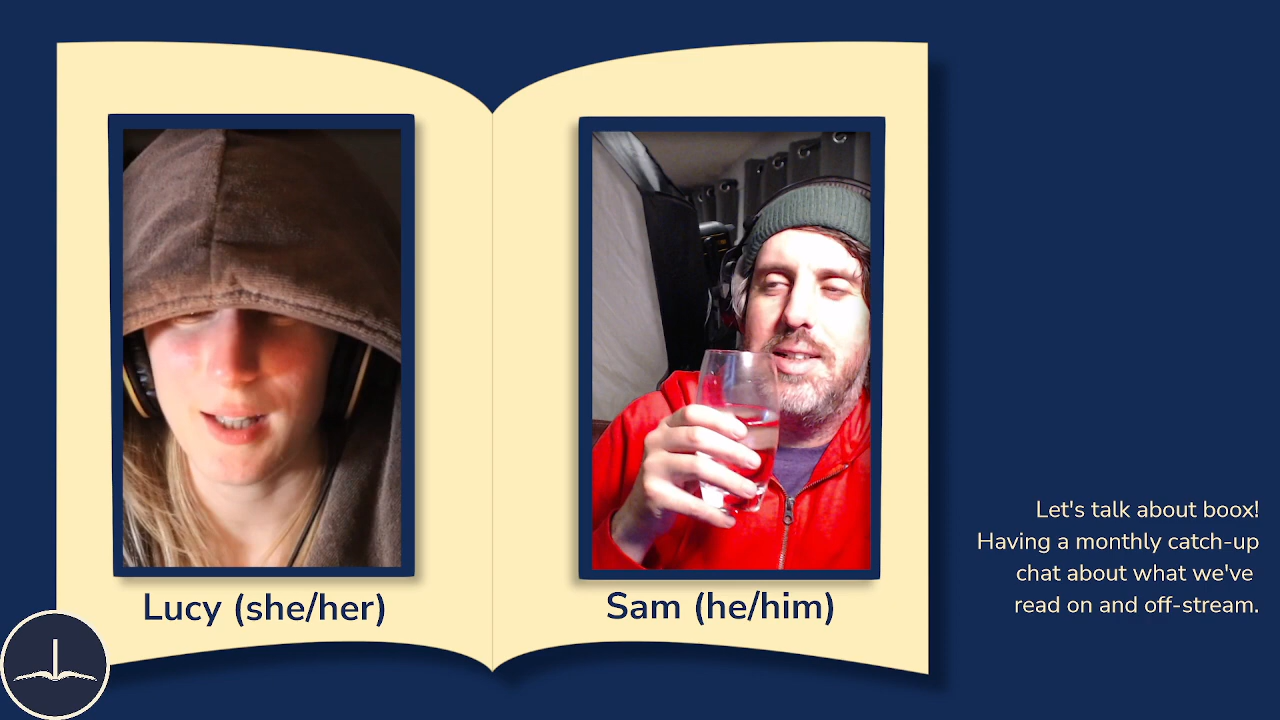 Lucy (she/her)
Sam (he/him)
Let's talk about boox!
Having a monthly catch-up
chat about what we've
read on and off-stream.